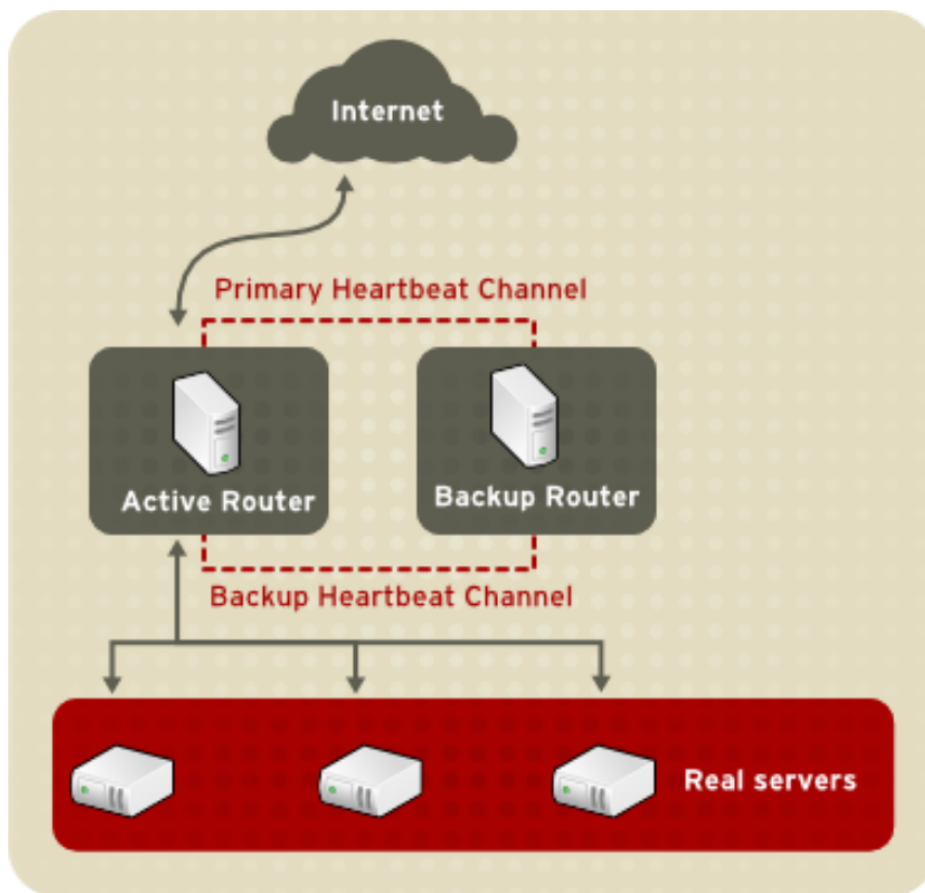 Internet
Primary Heartbeat Channel
Active Router
Backup Router
Backup Heartbeat Channel
Real servers